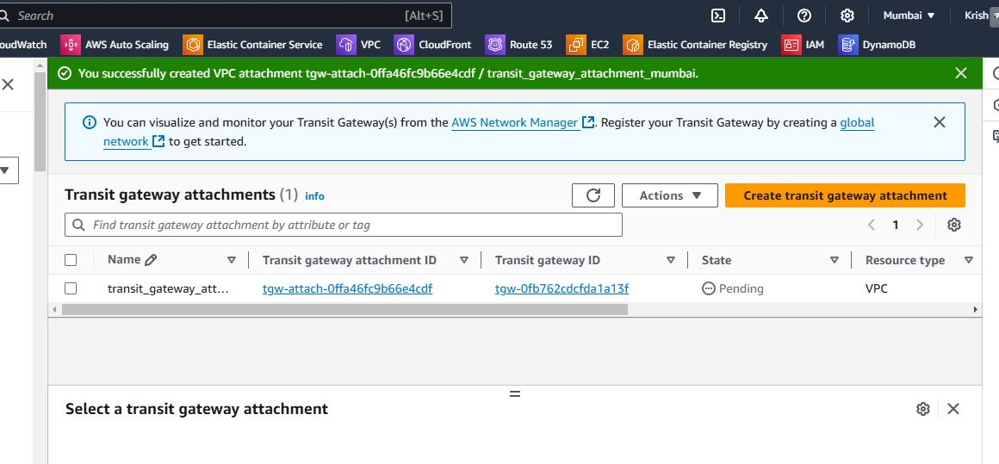 Search [Alt+S] Mumbai Krish
oudWatch AWS Auto Scaling Elastic Container Service VPC CloudFront Route 53 EC2 Elastic Container Registry IAM DynamoDB
You successfully created VPC attachment tgw-attach-0ffa46fc9b66e4cdf / transit_gateway_attachment_mumbai.
You can visualize and monitor your Transit Gateway(s) from the AWS Network Manager. Register your Transit Gateway by creating a global
network to get started.
Transit gateway attachments (1) info Actions Create transit gateway attachment
Find transit gateway attachment by attribute or tag 1
Name Transit gateway attachment ID Transit gateway ID State Resource type
transit_gateway_att... tgw-attach-0ffa46fc9b66e4cdf tgw-0fb762cdcfda1a13f Pending VPC
Select a transit gateway attachment